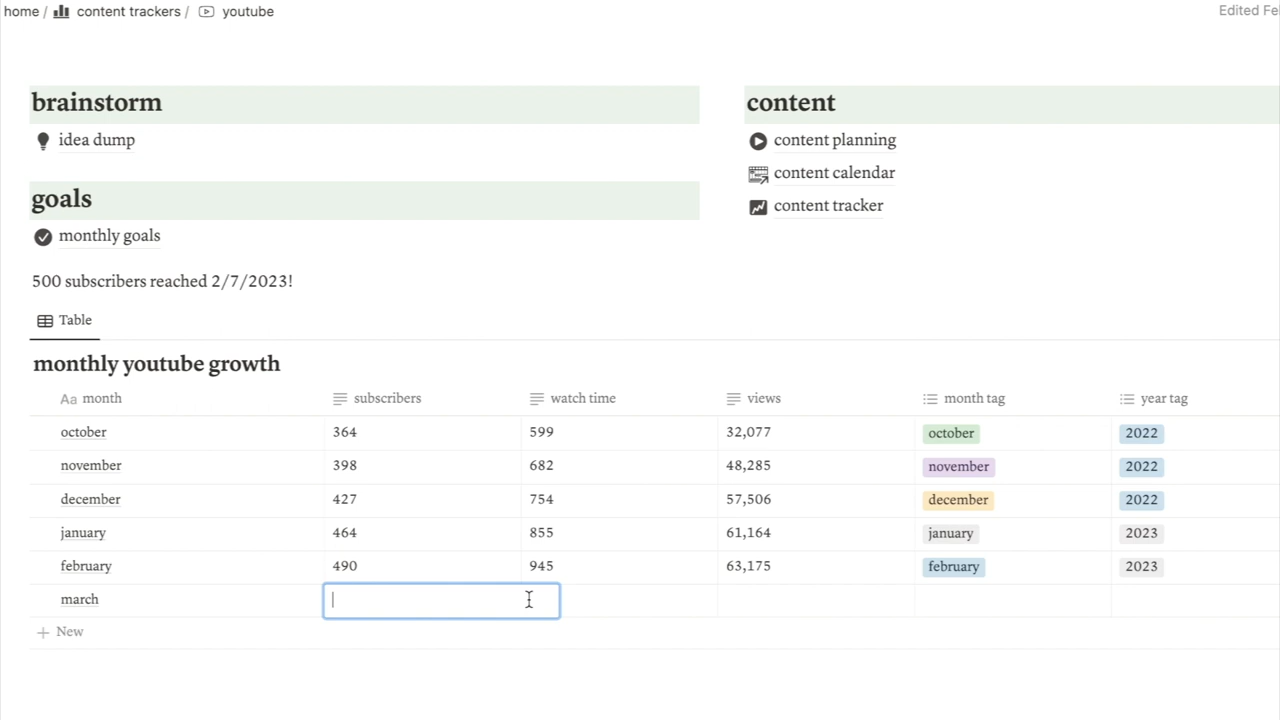 home / content trackers / youtube
Edited Fe
brainstorm
idea dump
goals
monthly goals
500 subscribers reached 2/7/2023!
content
content planning
content calendar
content tracker
Table
monthly youtube growth
Aa month subscribers watch time views month tag year tag
october 364 599 32,077 october 2022
november 398 682 48,285 november 2022
december 427 754 57,506 december 2022
january 464 855 61,164 january 2023
february 490 945 63,175 february 2023
march
+ New